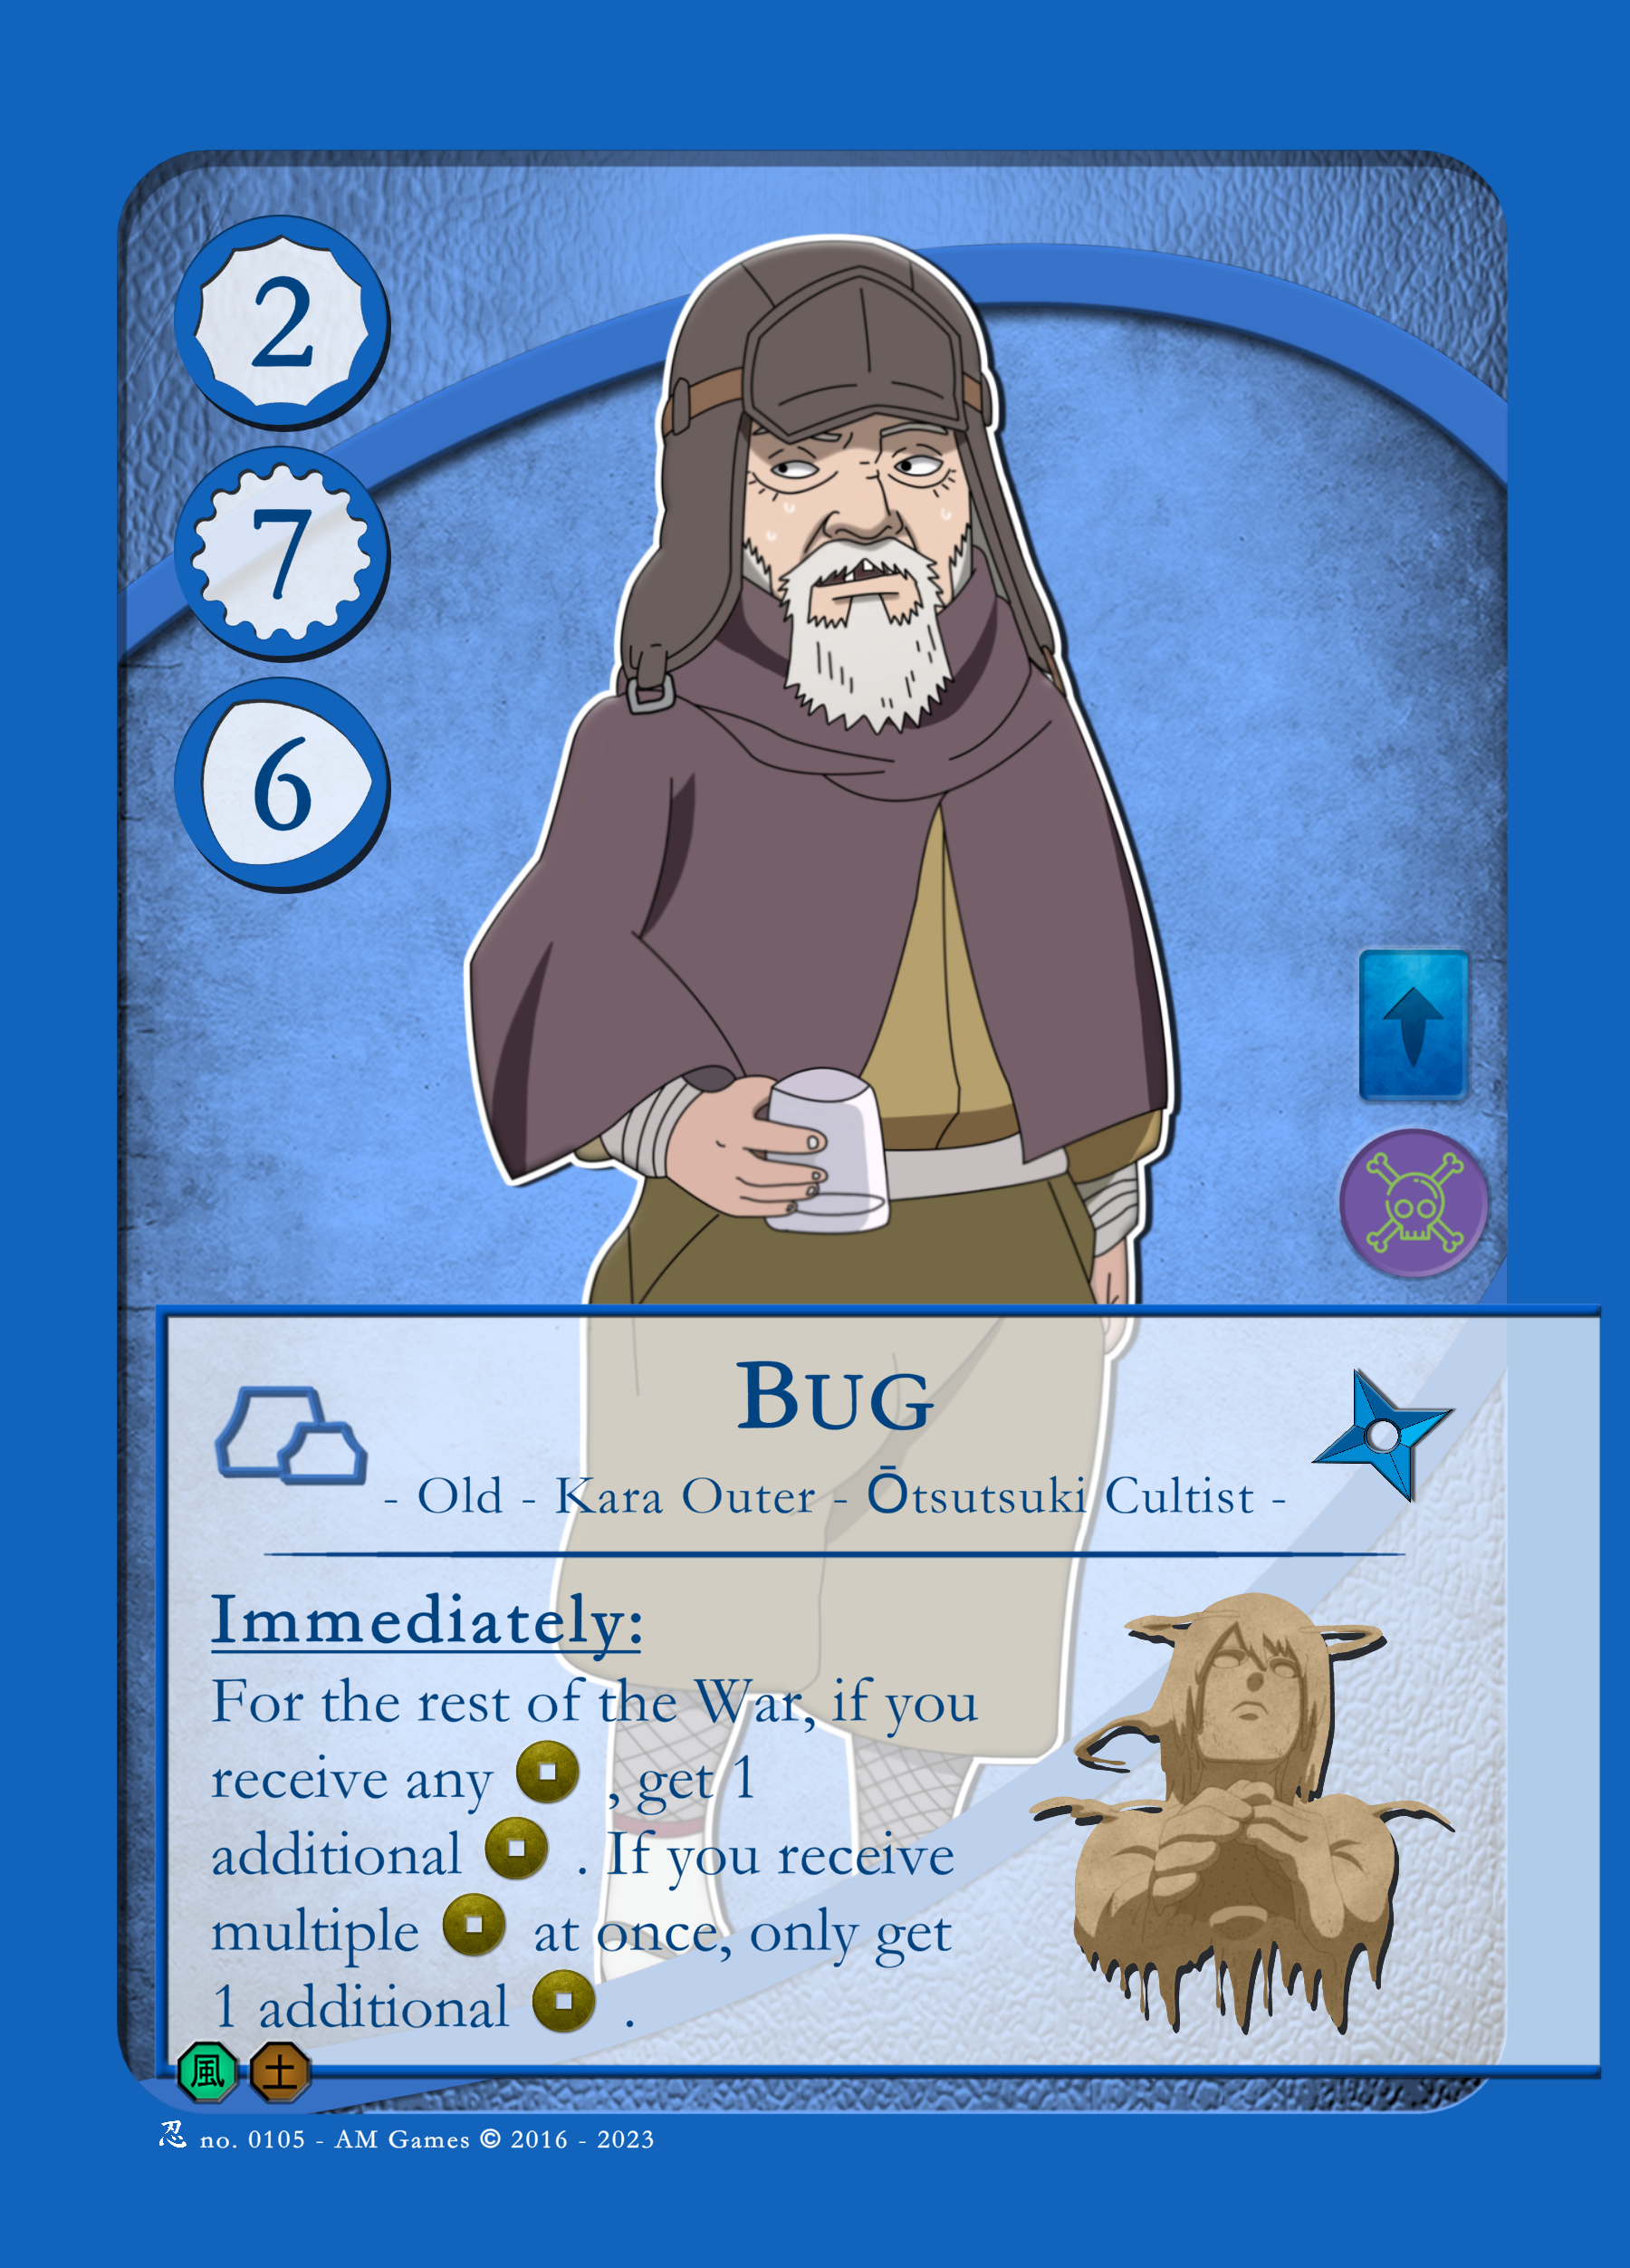 2
7
6
Bug
- Old - Kara Outer - Ōtsutsuki Cultist -
Immediately:
For the rest of the War, if you
receive any , get 1
additional . If you receive
multiple at once, only get
1 additional .
風 土
忍 no. 0105 - AM Games © 2016 - 2023